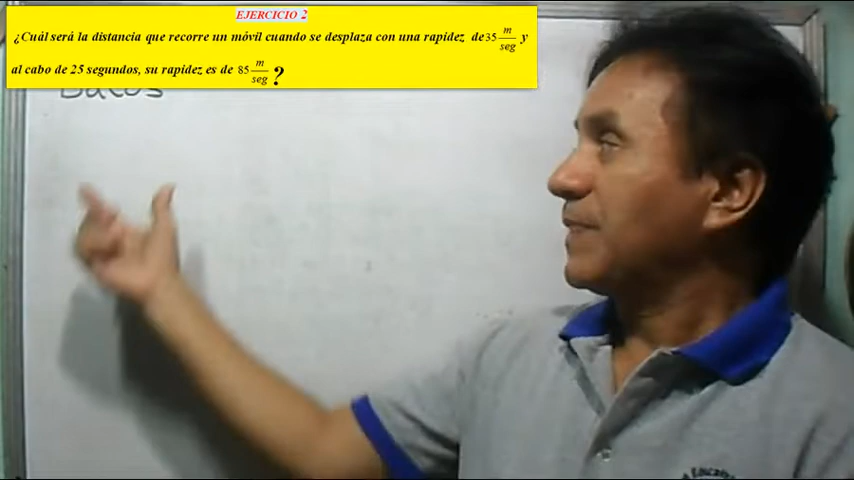 EJERCICIO 2
¿Cuál será la distancia que recorre un móvil cuando se desplaza con una rapidez de 35 m/seg y
al cabo de 25 segundos, su rapidez es de 85 m/seg ?
Datos